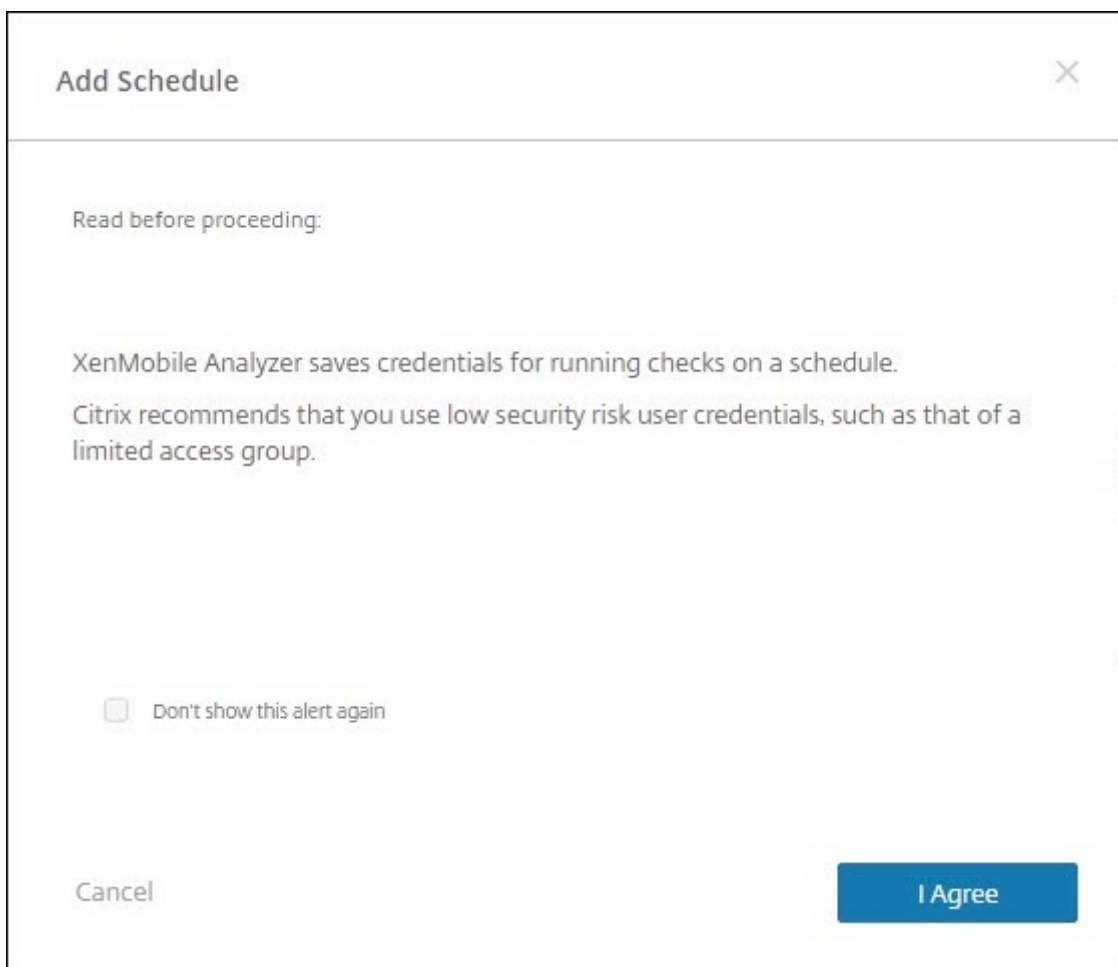 Add Schedule
Read before proceeding:
XenMobile Analyzer saves credentials for running checks on a schedule.
Citrix recommends that you use low security risk user credentials, such as that of a
limited access group.
Don't show this alert again
Cancel
I Agree